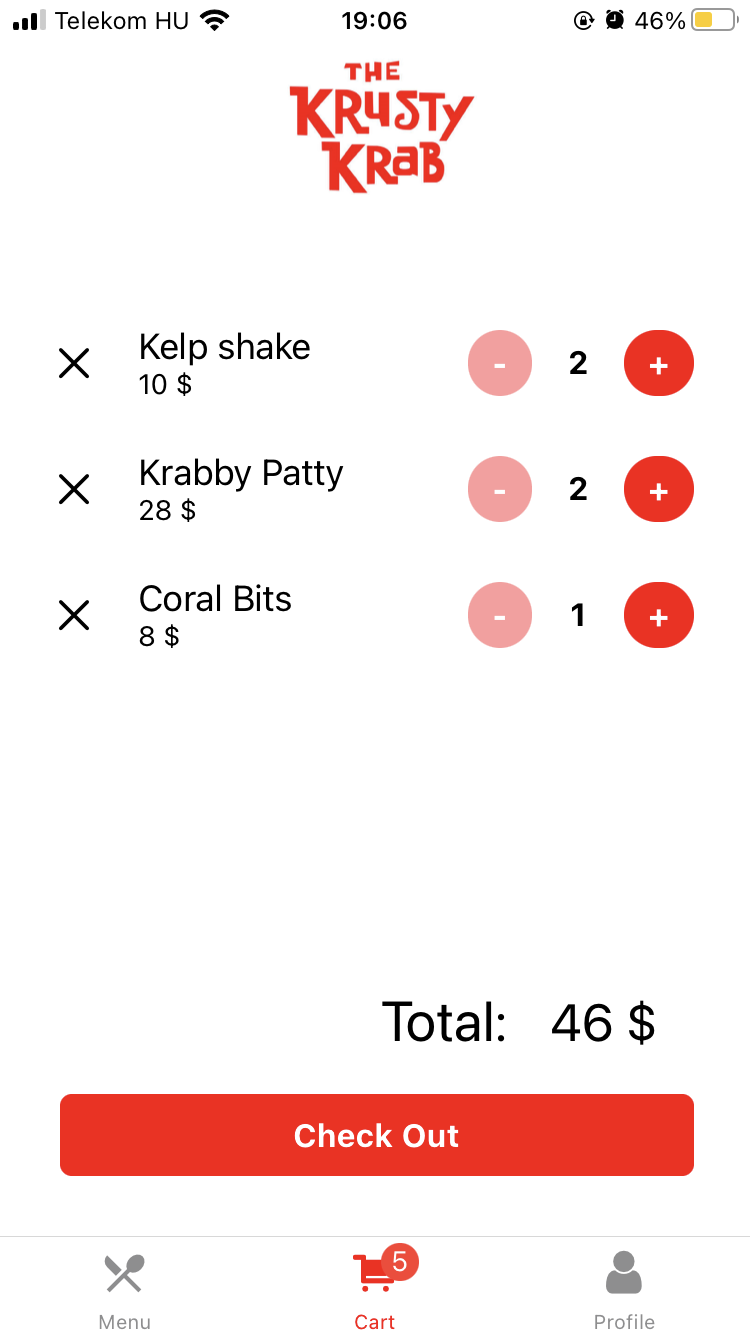 Telekom HU 19:06 46%
THE
KRUSTY
KRAB
Kelp shake
10 $
- 2 +
Krabby Patty
28 $
- 2 +
Coral Bits
8 $
- 1 +
Total: 46 $
Check Out
5
Menu Cart Profile